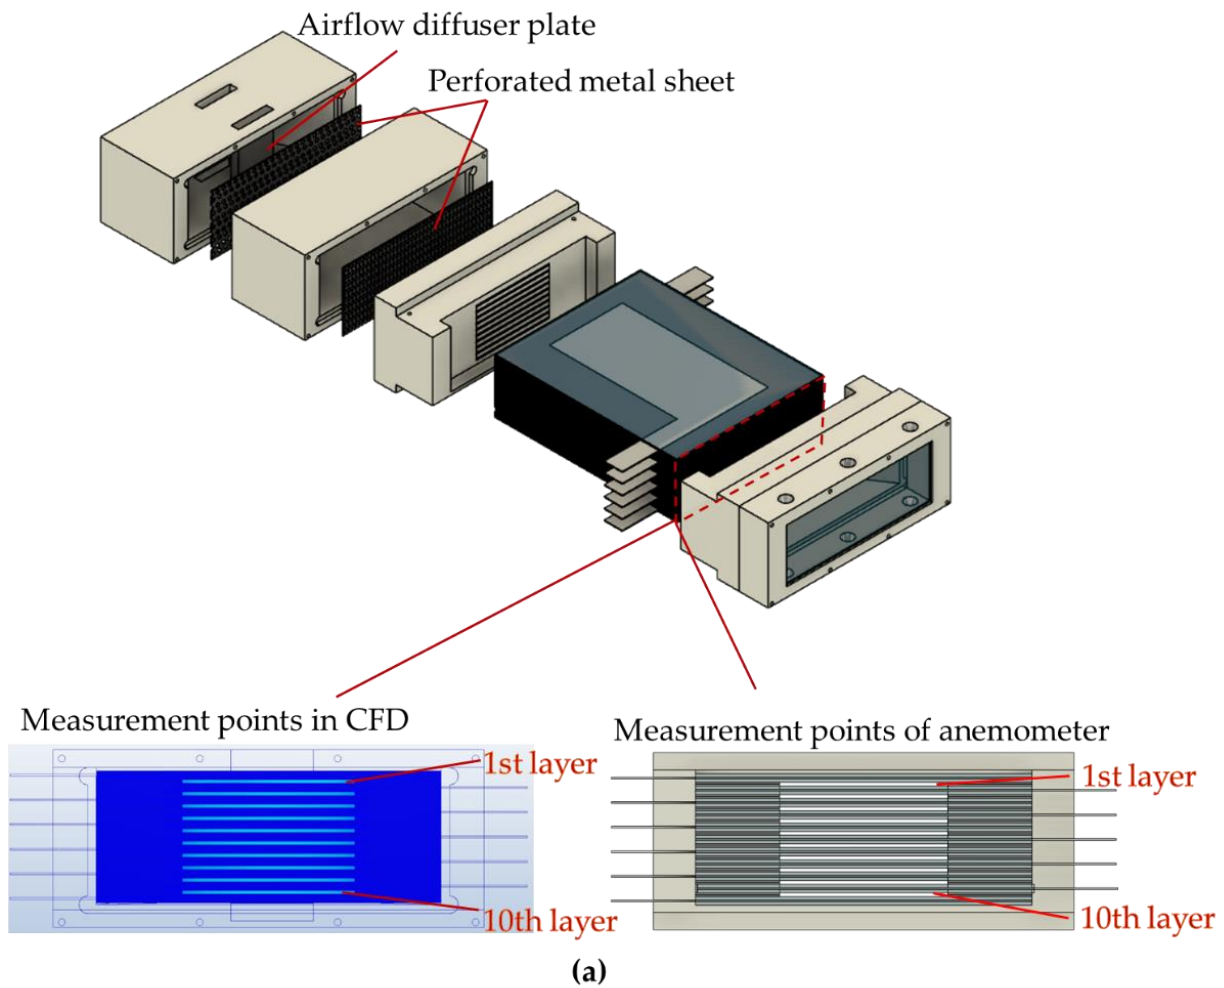 Airflow diffuser plate
Perforated metal sheet
Measurement points in CFD
Measurement points of anemometer
1st layer
1st layer
10th layer
10th layer
(a)